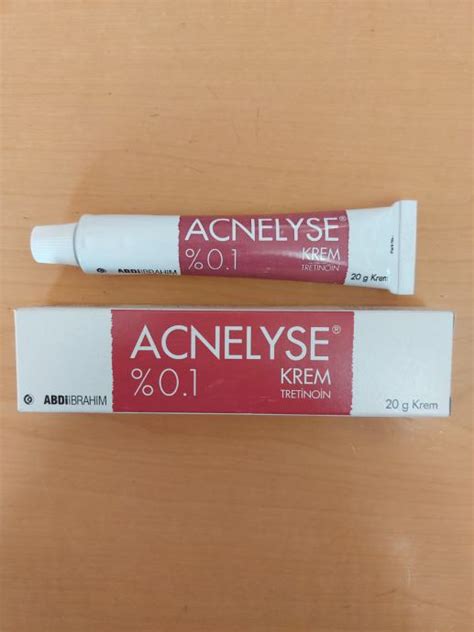 ACNELYSE®
%0.1 KREM
TRETİNOİN
ABDİİBRAHİM
20 g Krem
ACNELYSE®
%0.1 KREM
TRETİNOİN
ABDİİBRAHİM
20 g Krem